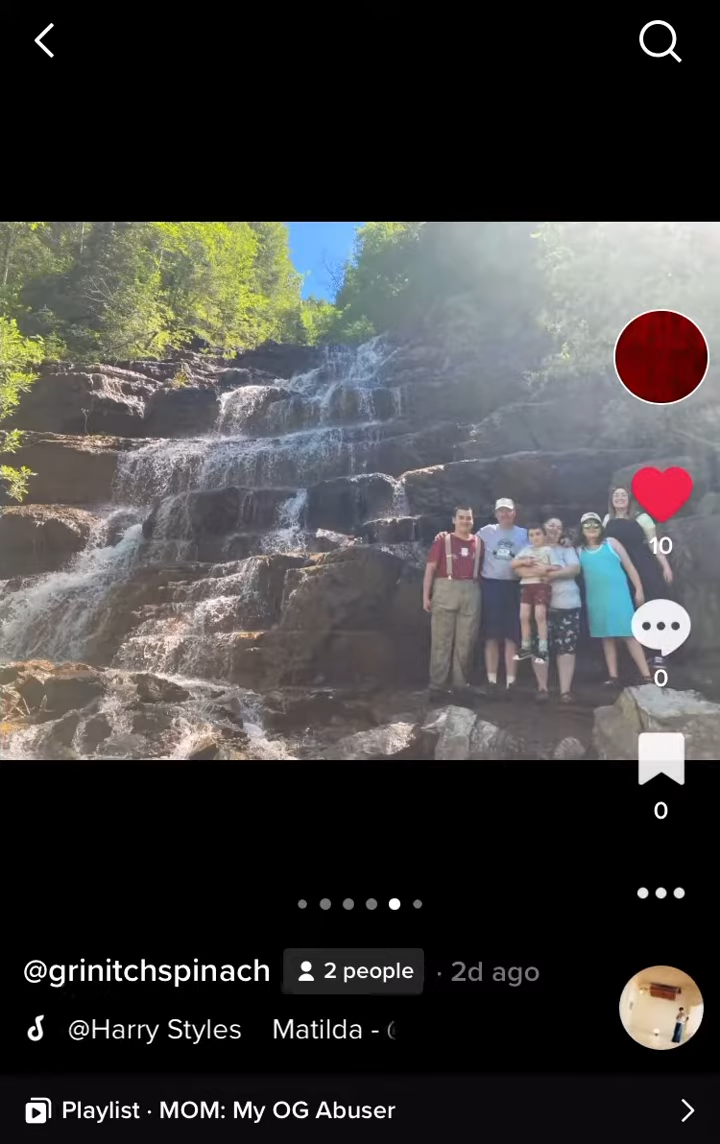 10
0
0
@grinitchspinach 2 people · 2d ago
@Harry Styles Matilda -
Playlist · MOM: My OG Abuser